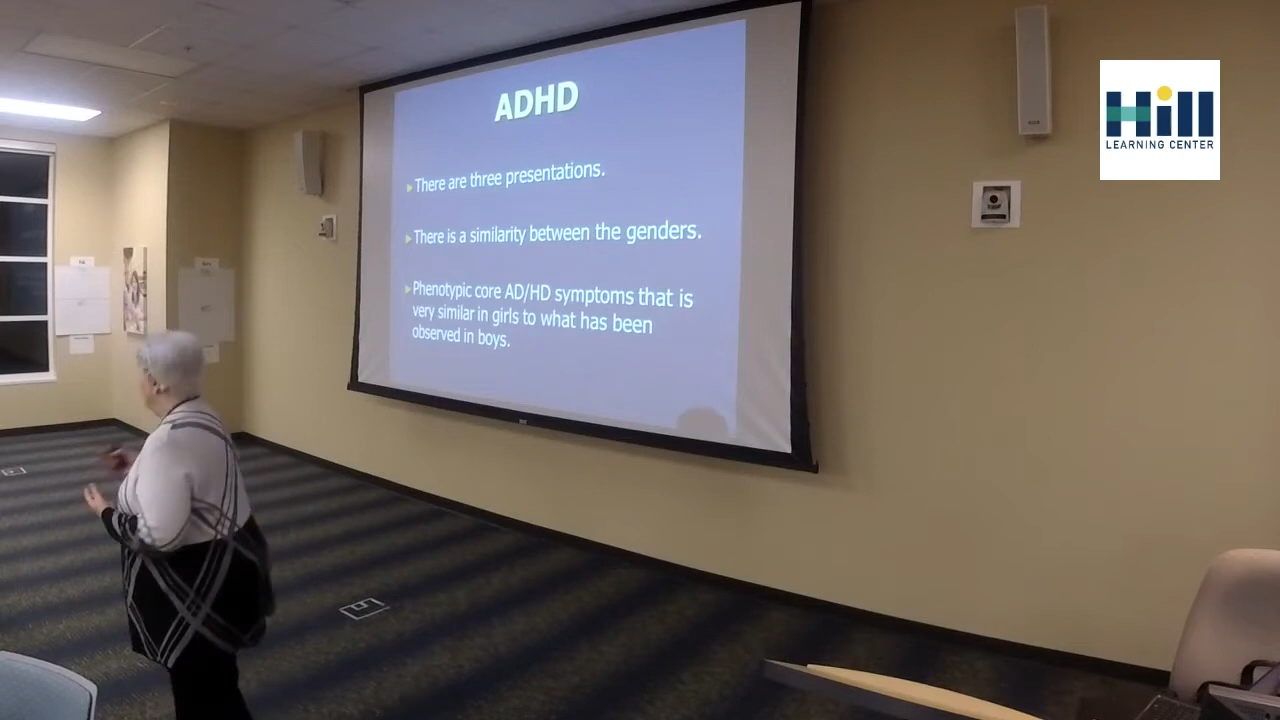 ADHD
There are three presentations.
There is a similarity between the genders.
Phenotypic core AD/HD symptoms that is
very similar in girls to what has been
observed in boys.
Hill
LEARNING CENTER